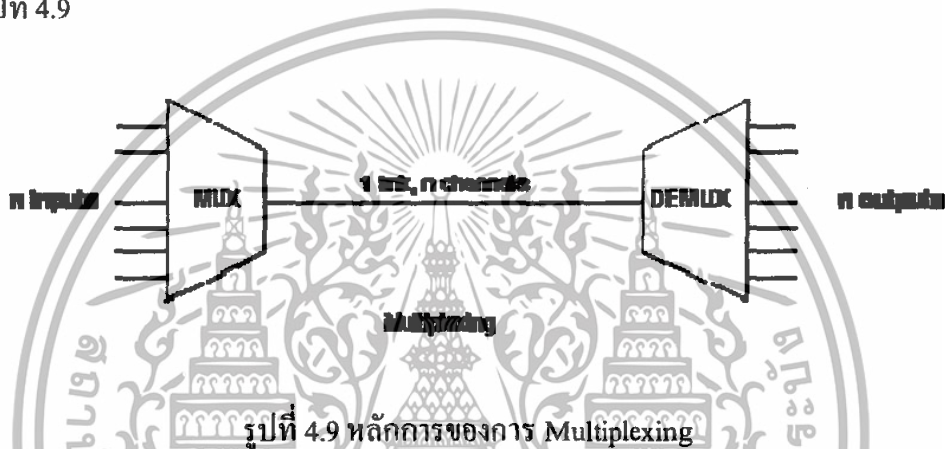 ปที่ 4.9
n inputs MUX 1 link, n channels DEMUX n outputs
Multiplexing
รูปที่ 4.9 หลักการของการ Multiplexing